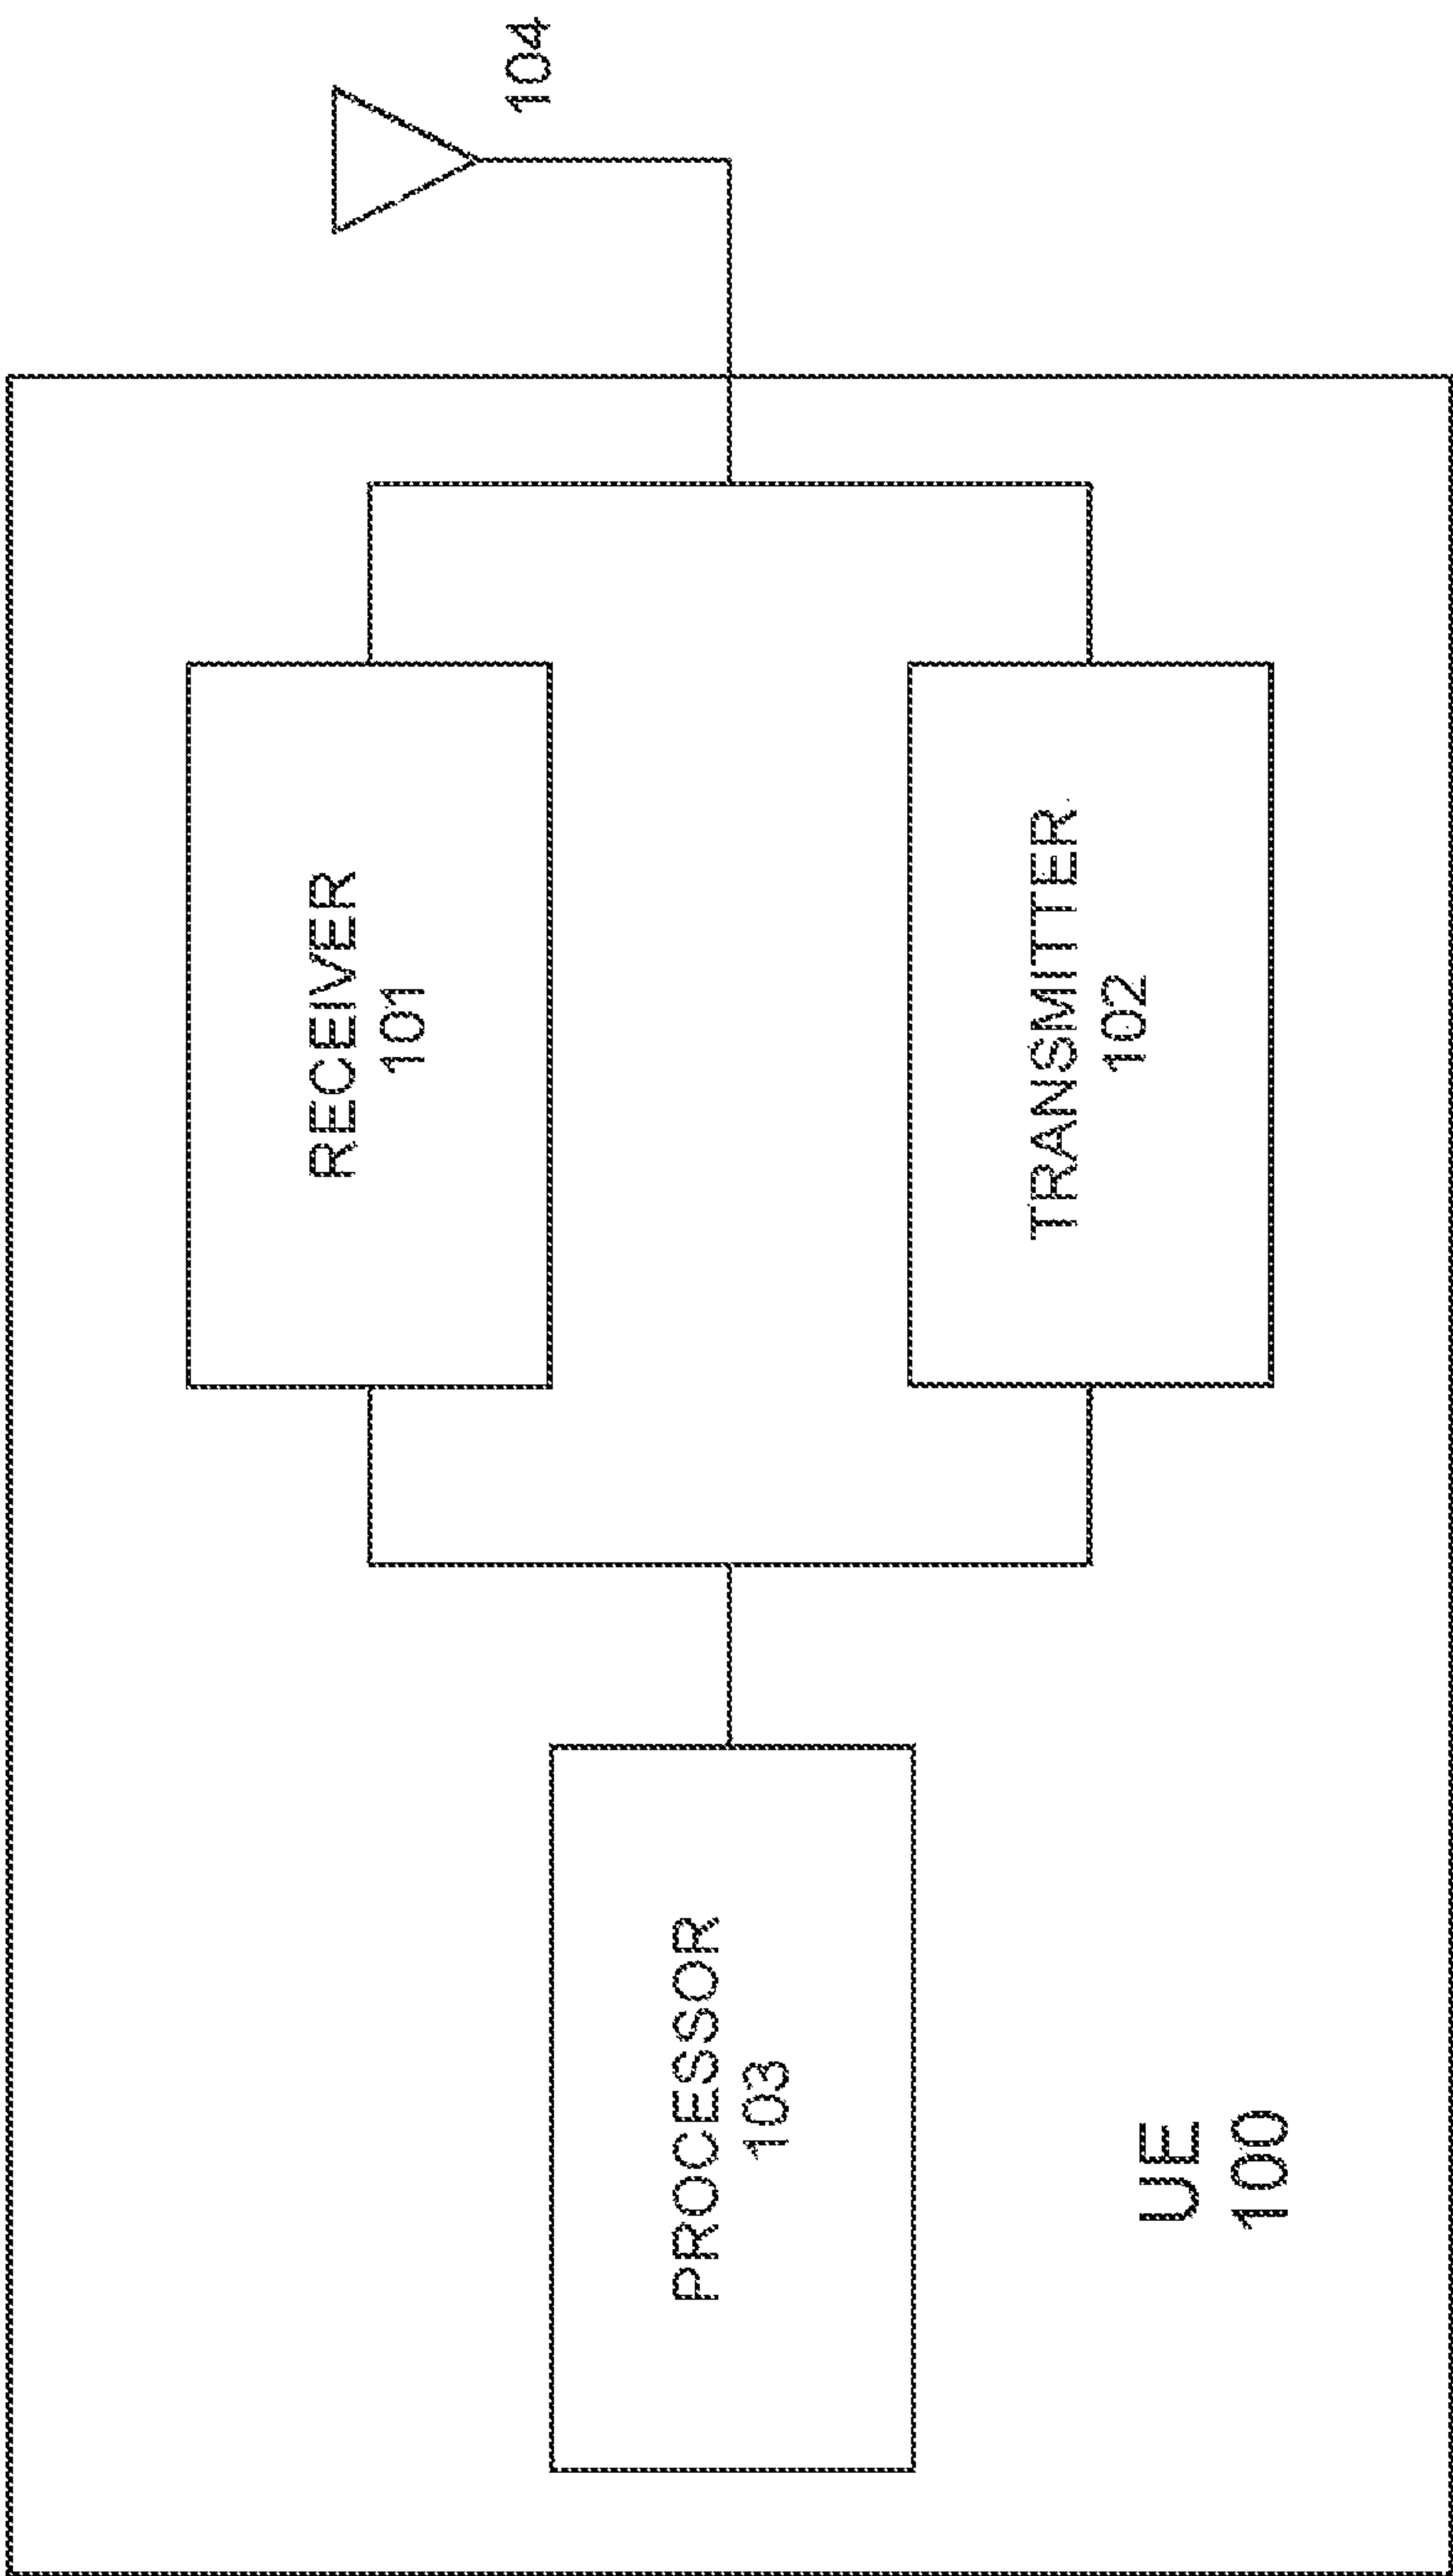 104
RECEIVER
101
TRANSMITTER
102
PROCESSOR
103
UE
100